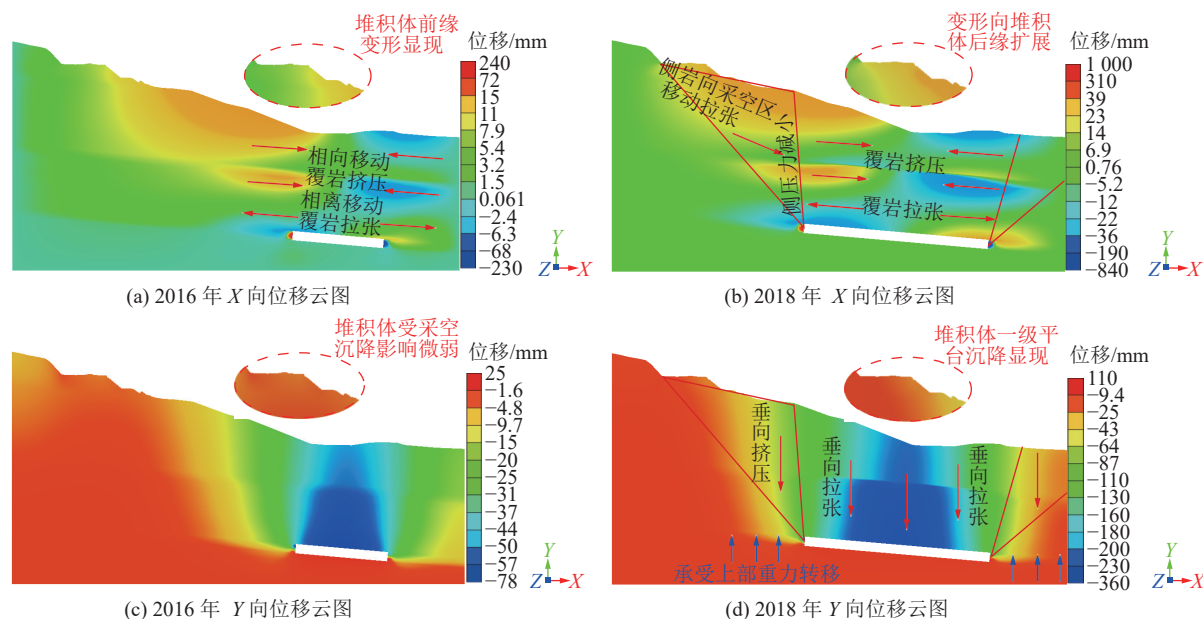 堆积体前缘
变形显现
位移/mm
240
72
15
11
7.9
5.4
3.2
1.5
0.061
−2.4
−6.3
−68
−230
相向移动
覆岩挤压
相离移动
覆岩拉张
Y
Z
X
(a) 2016 年 X 向位移云图
变形向堆积
体后缘扩展
位移/mm
1 000
310
39
23
14
6.9
0.76
−5.2
−12
−22
−36
−190
−840
侧岩向采空区
移动拉张
侧压力减小
覆岩挤压
覆岩拉张
Y
Z
X
(b) 2018 年 X 向位移云图
堆积体受采空
沉降影响微弱
位移/mm
25
−1.6
−4.8
−9.7
−15
−20
−25
−31
−37
−44
−50
−57
−78
Y
Z
X
(c) 2016 年 Y 向位移云图
堆积体一级平
台沉降显现
位移/mm
110
−9.4
−25
−43
−64
−87
−110
−130
−160
−180
−200
−230
−360
垂向挤压
垂向拉张
垂向拉张
承受上部重力转移
Y
Z
X
(d) 2018 年 Y 向位移云图